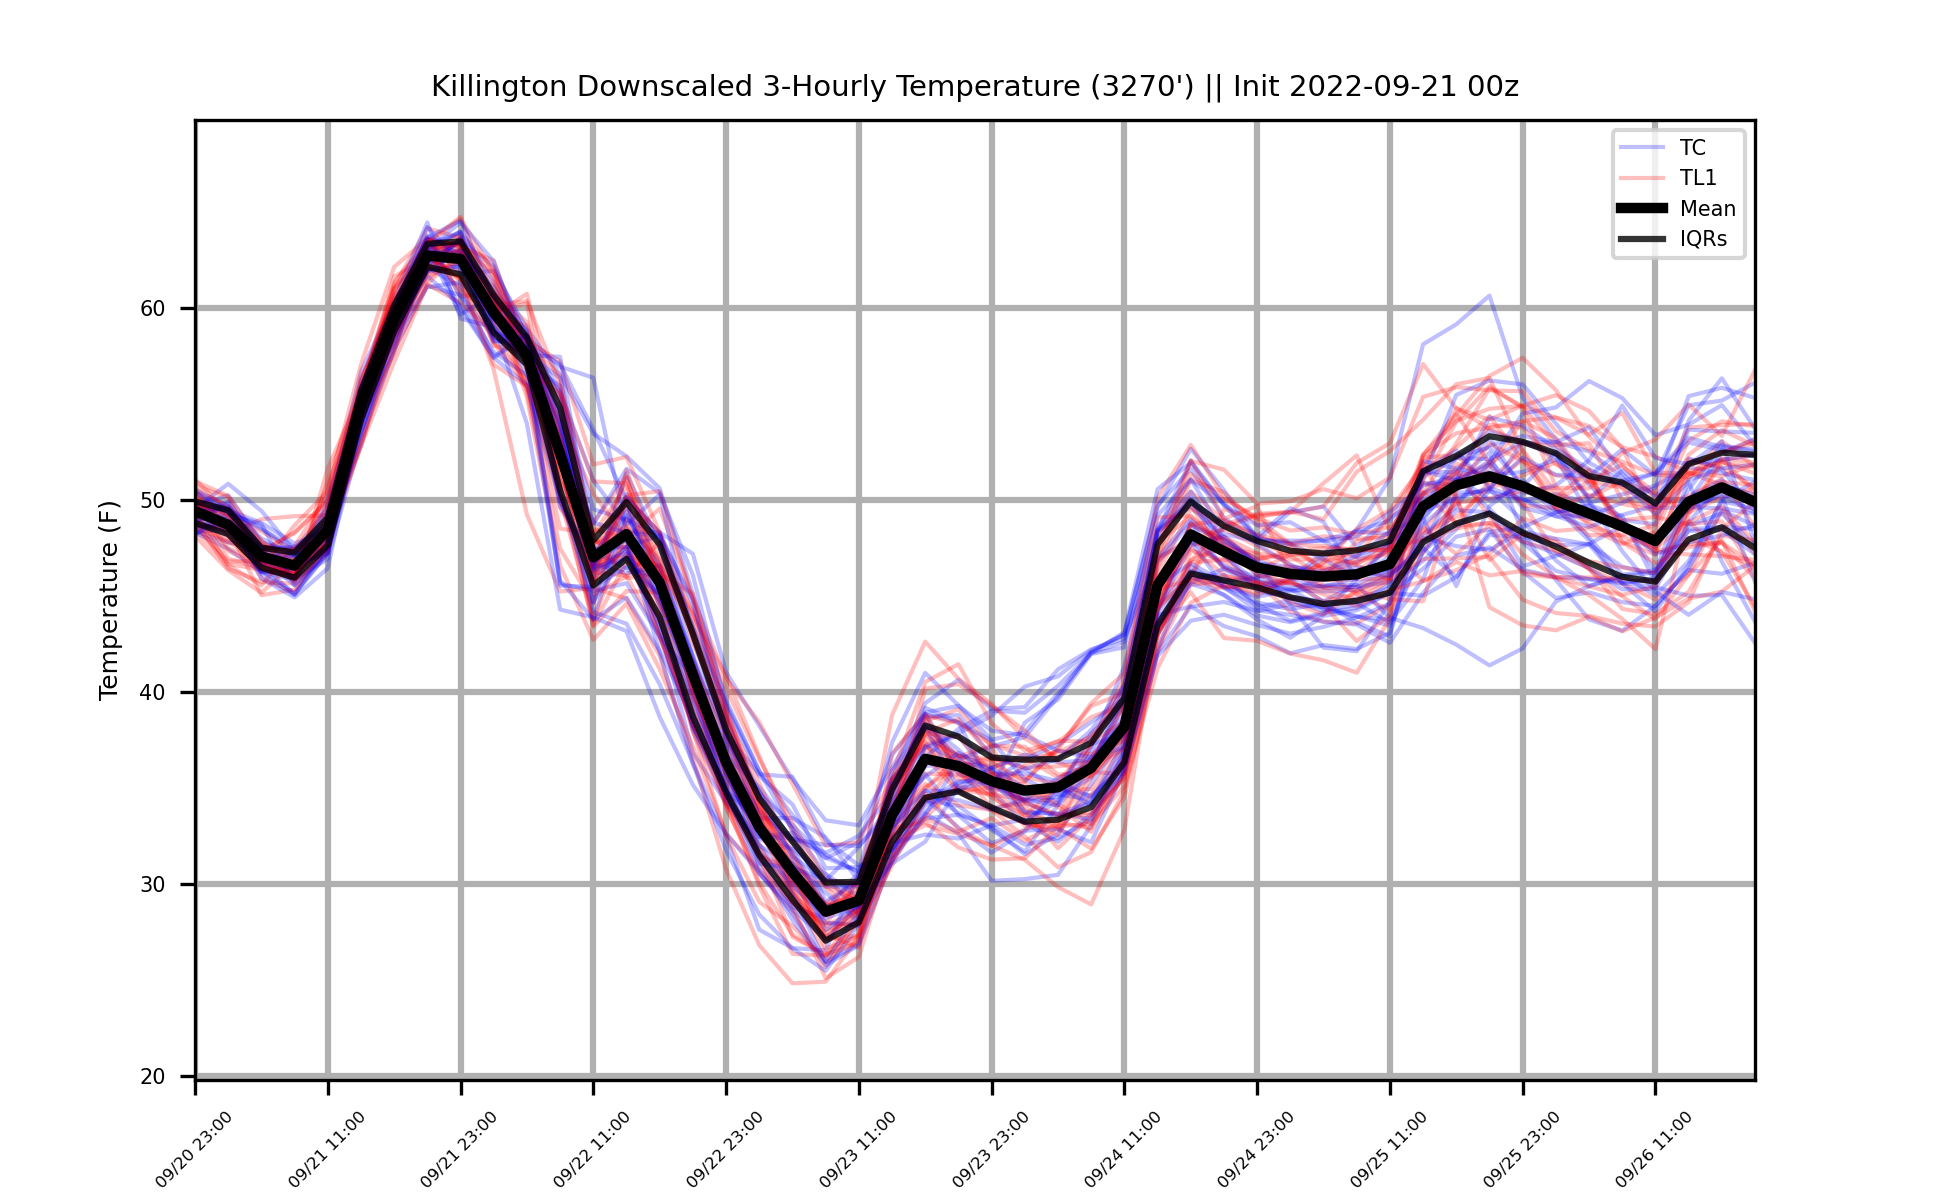 Killington Downscaled 3-Hourly Temperature (3270') || Init 2022-09-21 00z
TC
TL1
Mean
IQRs
Temperature (F)
60
50
40
30
20
09/20 23:00
09/21 11:00
09/21 23:00
09/22 11:00
09/22 23:00
09/23 11:00
09/23 23:00
09/24 11:00
09/24 23:00
09/25 11:00
09/25 23:00
09/26 11:00